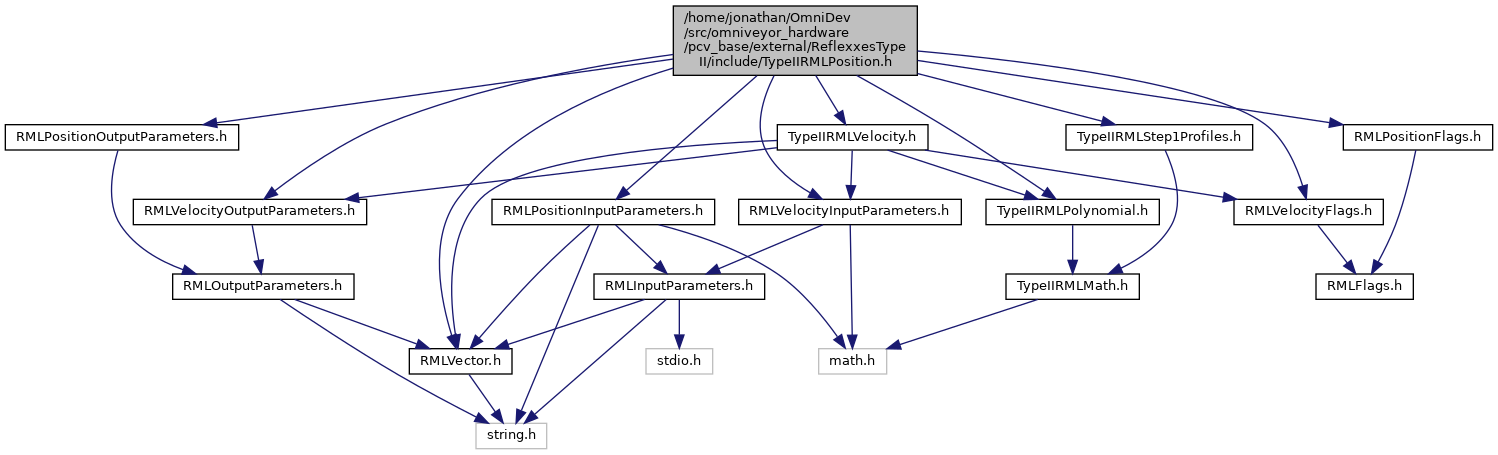 /home/jonathan/OmniDev
/src/omniveyor_hardware
/pcv_base/external/ReflexxesType
II/include/TypeIIRMLPosition.h
RMLPositionOutputParameters.h
TypeIIRMLVelocity.h
TypeIIRMLStep1Profiles.h
RMLPositionFlags.h
RMLVelocityOutputParameters.h
RMLPositionInputParameters.h
RMLVelocityInputParameters.h
TypeIIRMLPolynomial.h
RMLVelocityFlags.h
RMLOutputParameters.h
RMLInputParameters.h
TypeIIRMLMath.h
RMLFlags.h
RMLVector.h
stdio.h
math.h
string.h